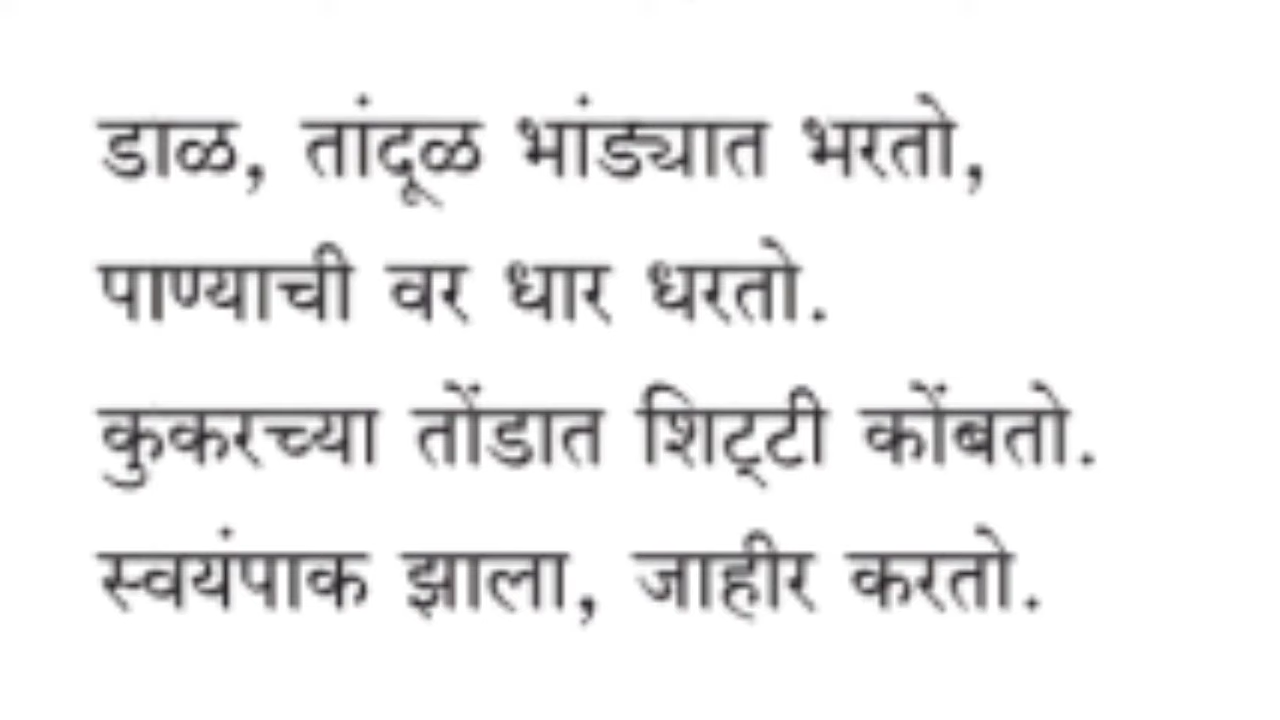 डाळ, तांदूळ भांड्यात भरतो,
पाण्याची वर धार धरतो.
कुकरच्या तोंडात शिट्‌टी कोंबतो.
स्वयंपाक झाला, जाहीर करतो.